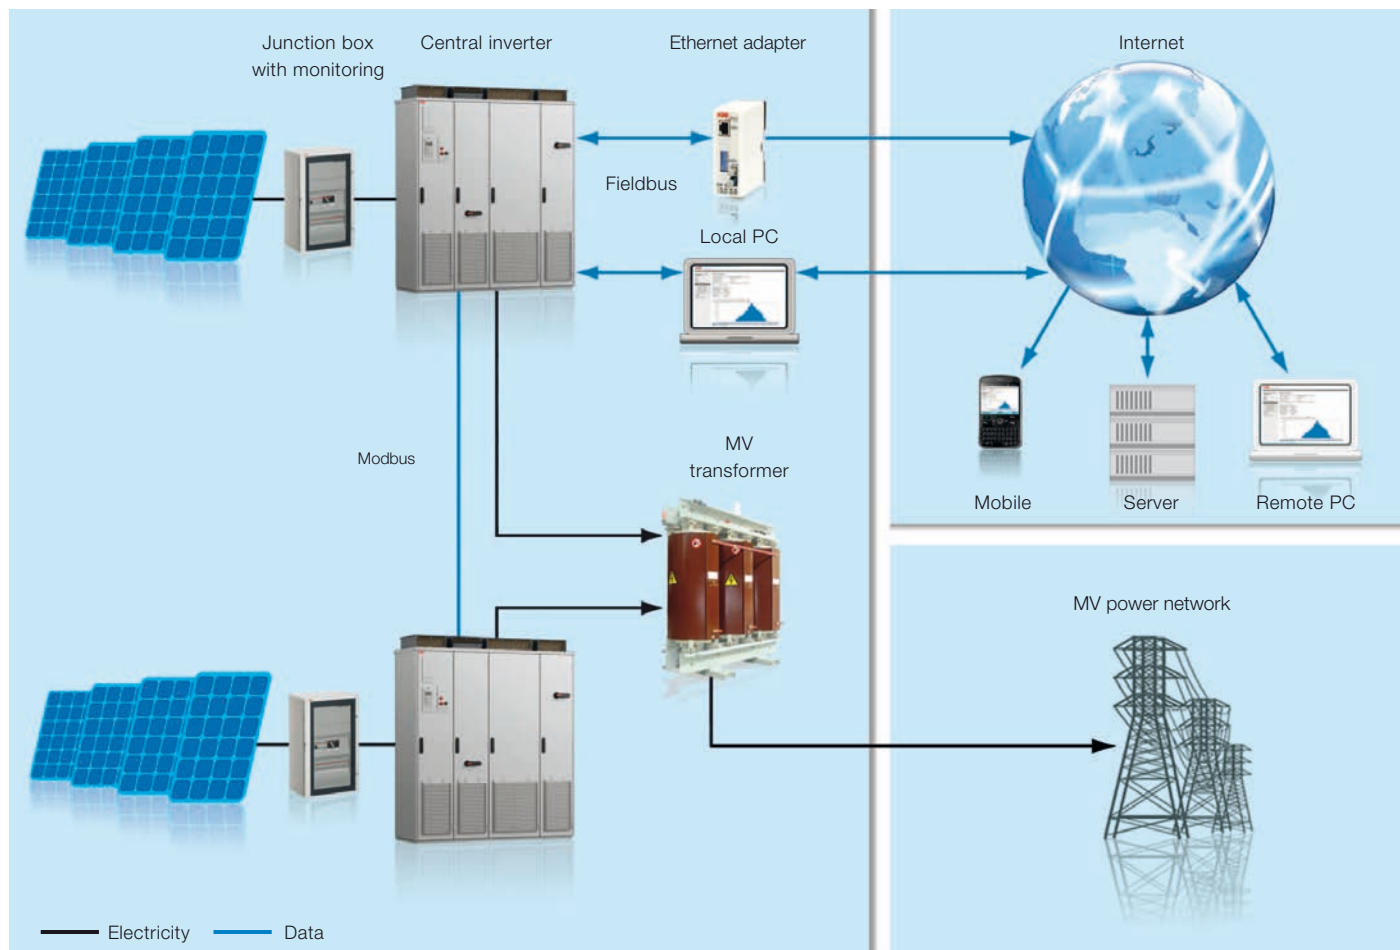 Junction box
with monitoring
Central inverter
Ethernet adapter
Internet
Fieldbus
Local PC
Modbus
MV
transformer
Mobile
Server
Remote PC
MV power network
Electricity
Data